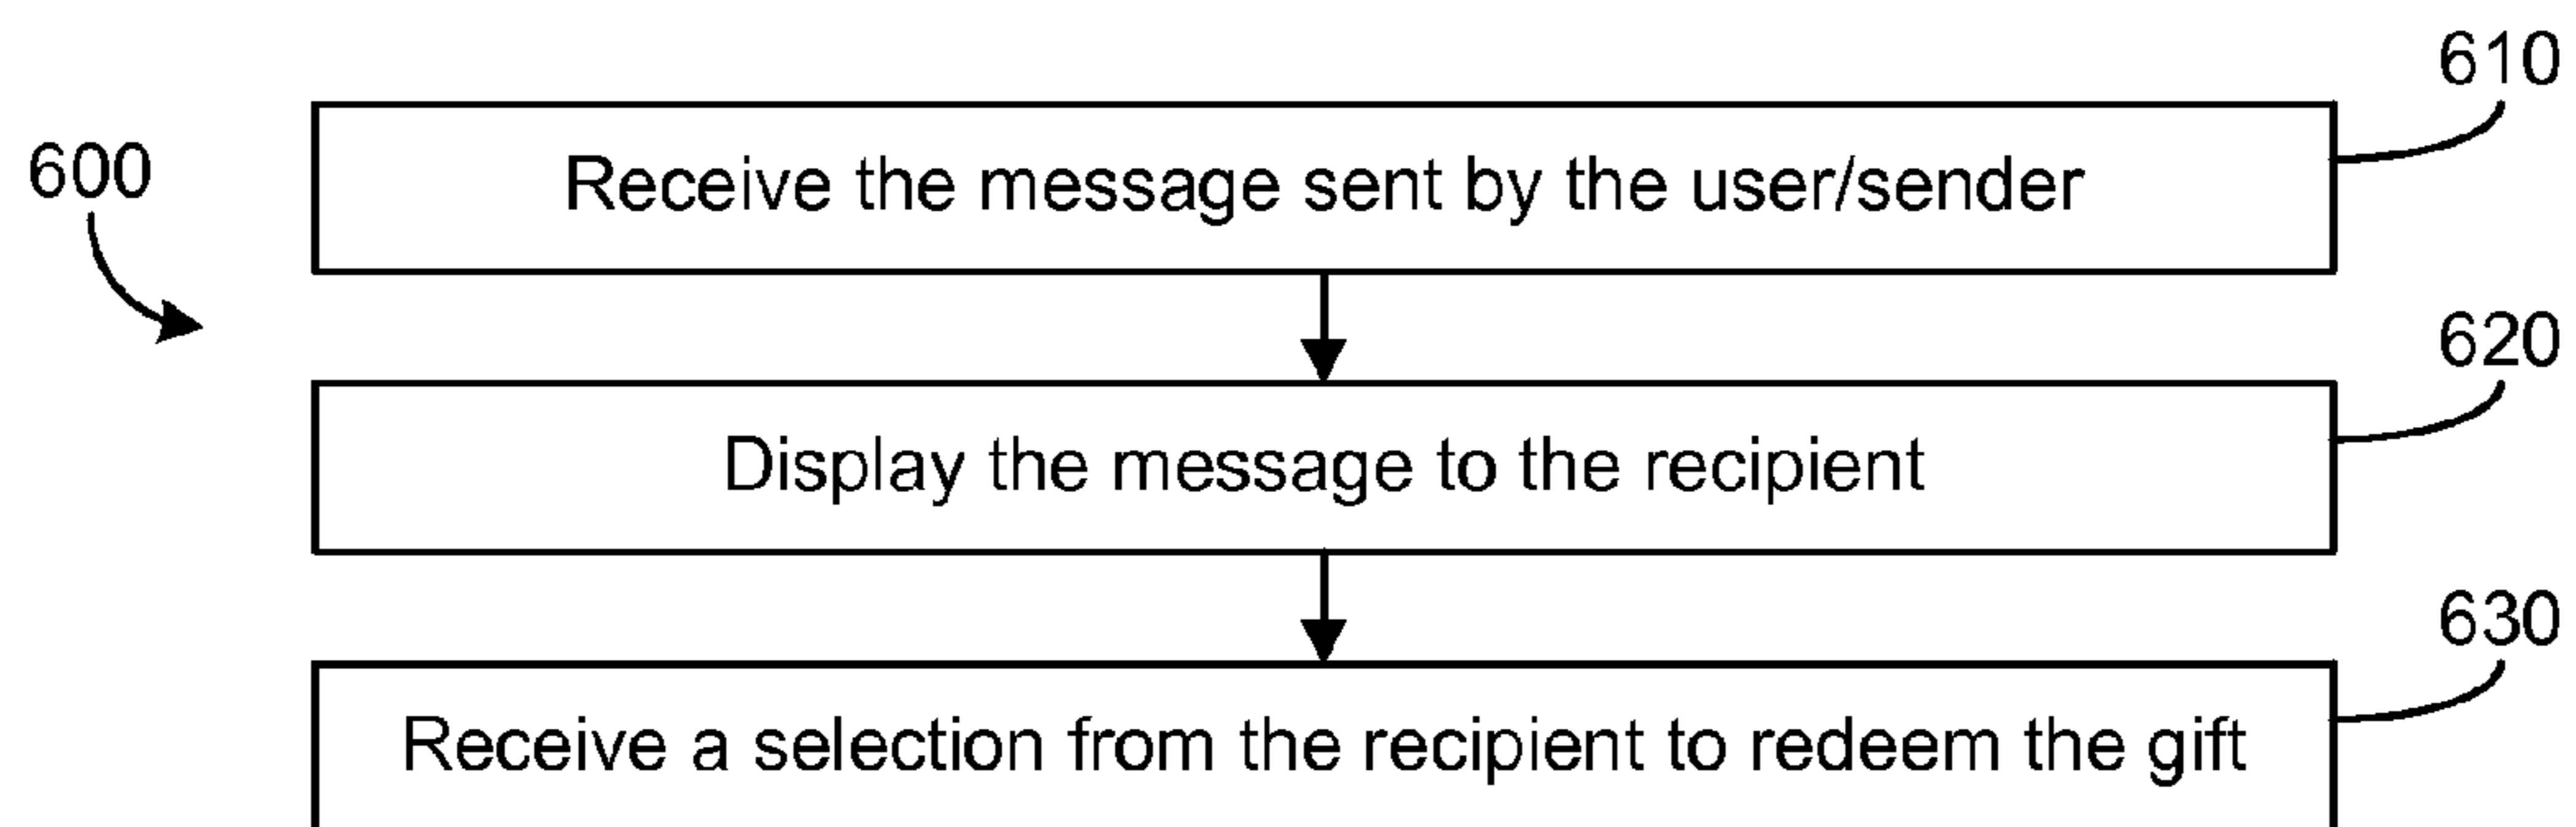 610
600
Receive the message sent by the user/sender
620
Display the message to the recipient
630
Receive a selection from the recipient to redeem the gift